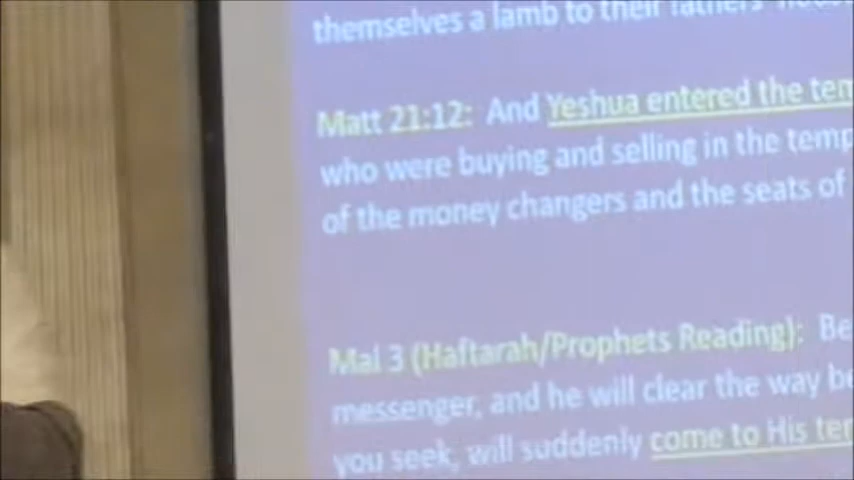 themselves a lamb to their fathers'
Matt 21:12: And Yeshua entered the
who were buying and selling in the
of the money changers and the seats of
Mal 3 (Haftarah/Prophets Reading):
messenger, and he will clear the way
you seek, will suddenly come to His